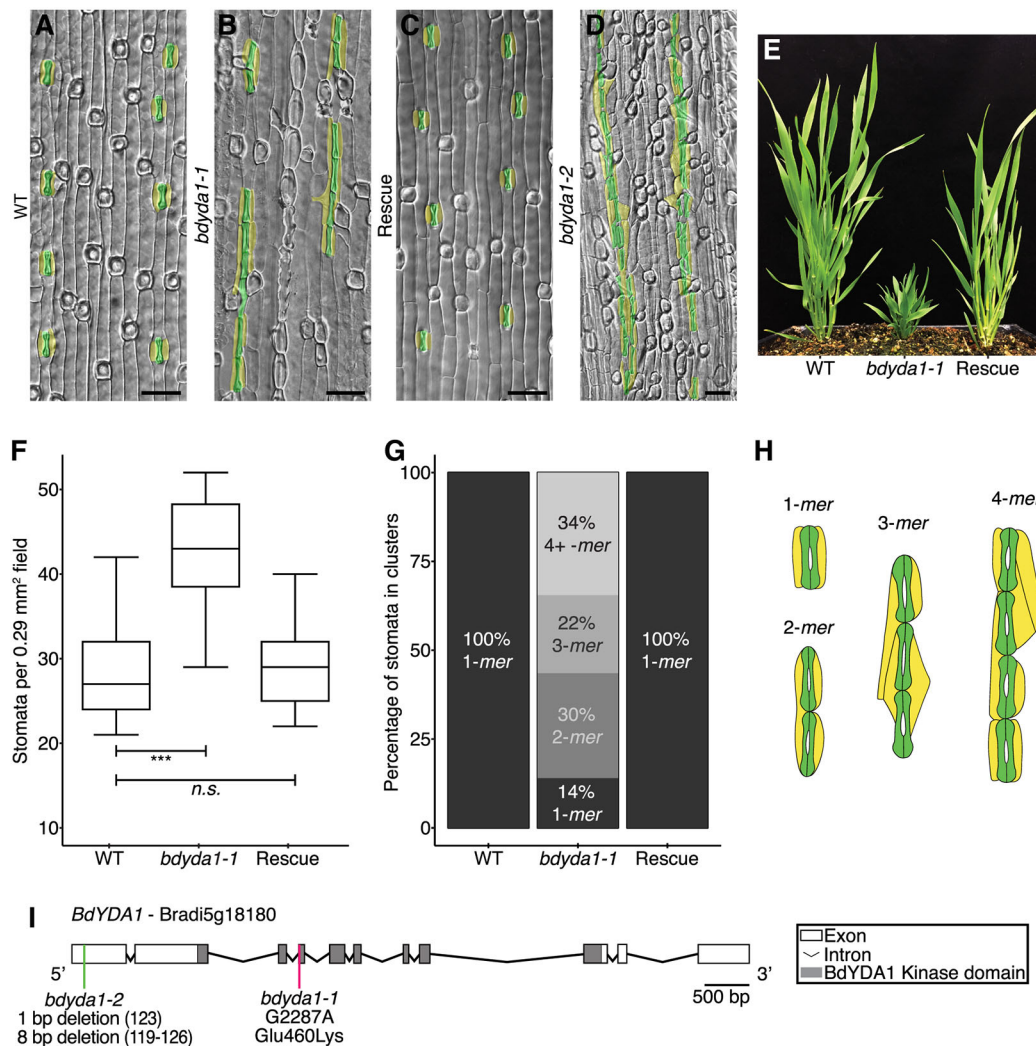 A
B
C
D
E
WT
bdyda1-1
Rescue
bdyda1-2
WT
bdyda1-1
Rescue
F
Stomata per 0.29 mm² field
50
40
30
20
10
***
n.s.
WT
bdyda1-1
Rescue
G
Percentage of stomata in clusters
100
75
50
25
0
100%
1-mer
34%
4+ -mer
22%
3-mer
30%
2-mer
14%
1-mer
100%
1-mer
WT
bdyda1-1
Rescue
H
1-mer
2-mer
3-mer
4-mer
I
BdYDA1 - Bradi5g18180
5'
3'
500 bp
bdyda1-2
1 bp deletion (123)
8 bp deletion (119-126)
bdyda1-1
G2287A
Glu460Lys
Exon
Intron
BdYDA1 Kinase domain